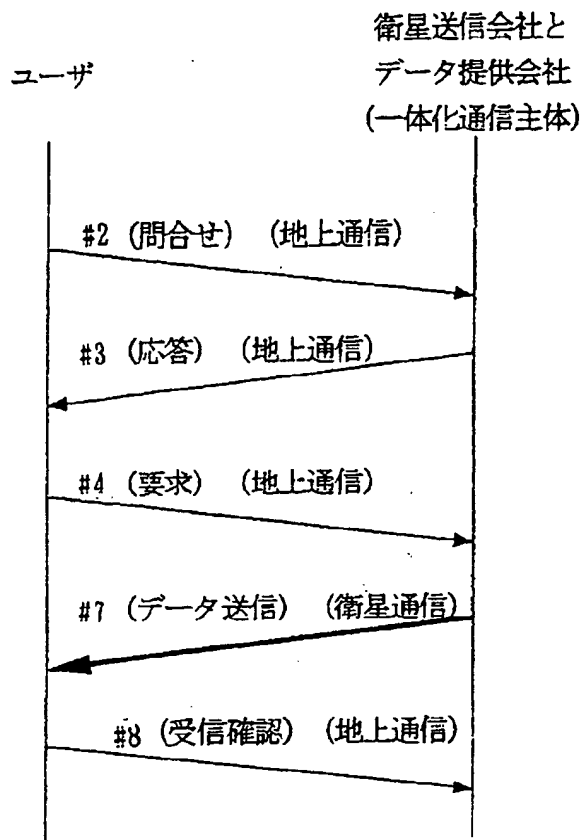 衛星送信会社と
ユーザ
データ提供会社
(一体化通信主体)
#2 (問合せ) (地上通信)
#3 (応答) (地上通信)
#4 (要求) (地上通信)
#7 (データ送信) (衛星通信)
#8 (受信確認) (地上通信)